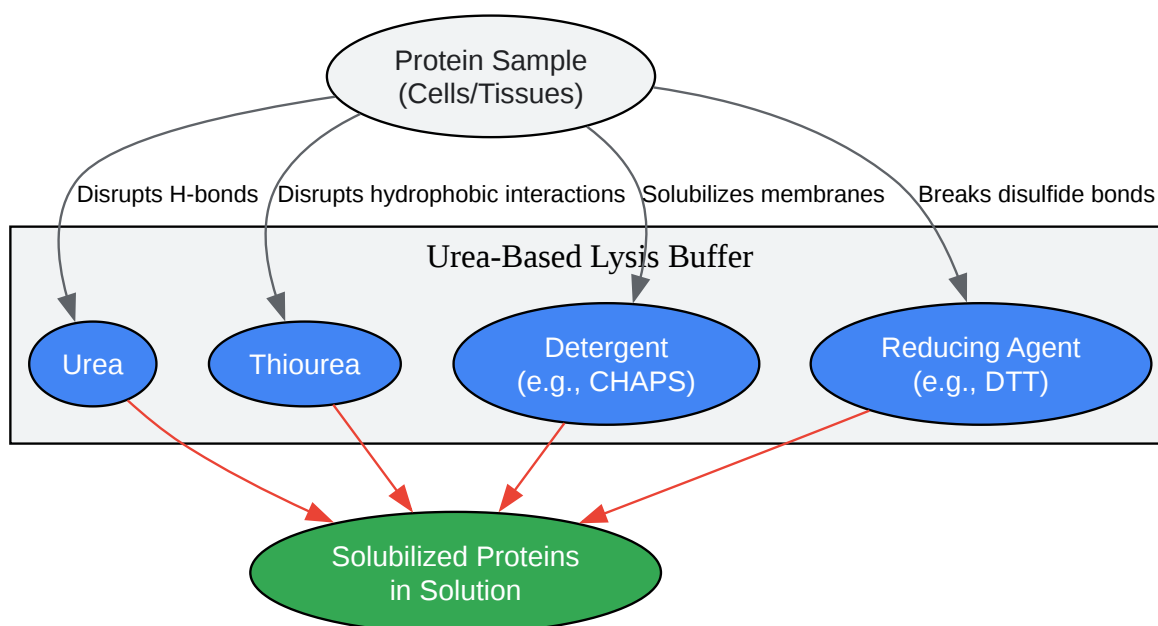 Protein Sample
(Cells/Tissues)
Disrupts H-bonds
Disrupts hydrophobic interactions
Solubilizes membranes
Breaks disulfide bonds
Urea-Based Lysis Buffer
Urea
Thiourea
Detergent
(e.g., CHAPS)
Reducing Agent
(e.g., DTT)
Solubilized Proteins
in Solution